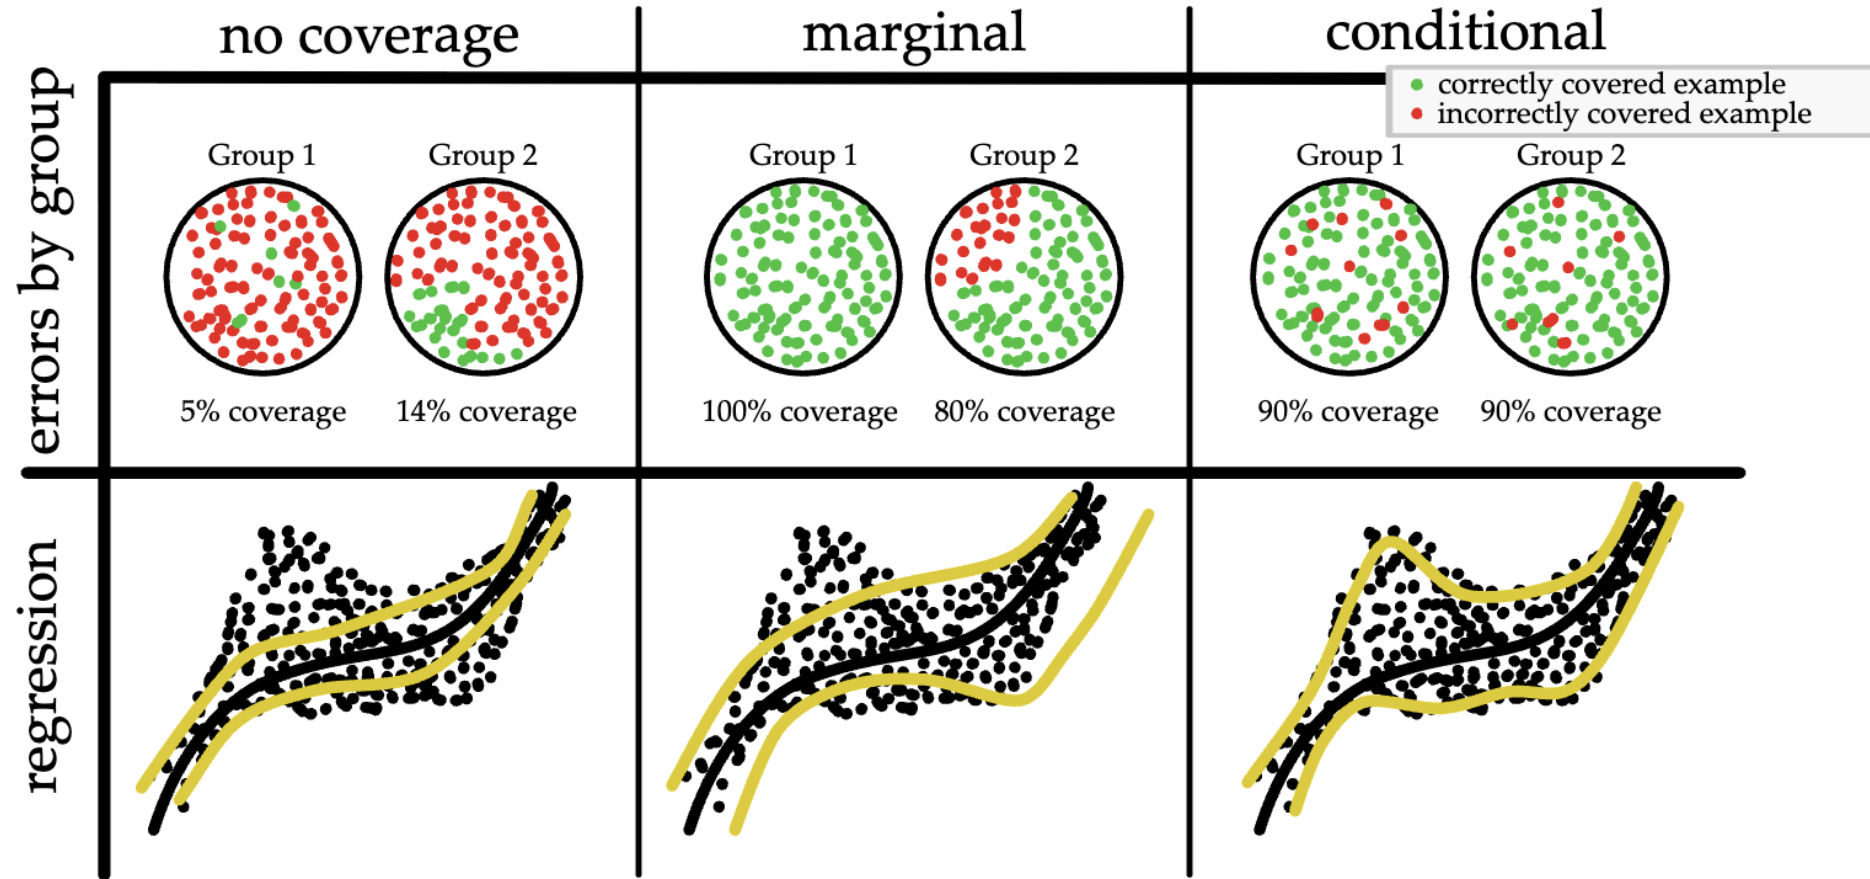 no coverage
marginal
conditional
correctly covered example
incorrectly covered example
errors by group
Group 1
Group 2
Group 1
Group 2
Group 1
Group 2
5% coverage
14% coverage
100% coverage
80% coverage
90% coverage
90% coverage
regression